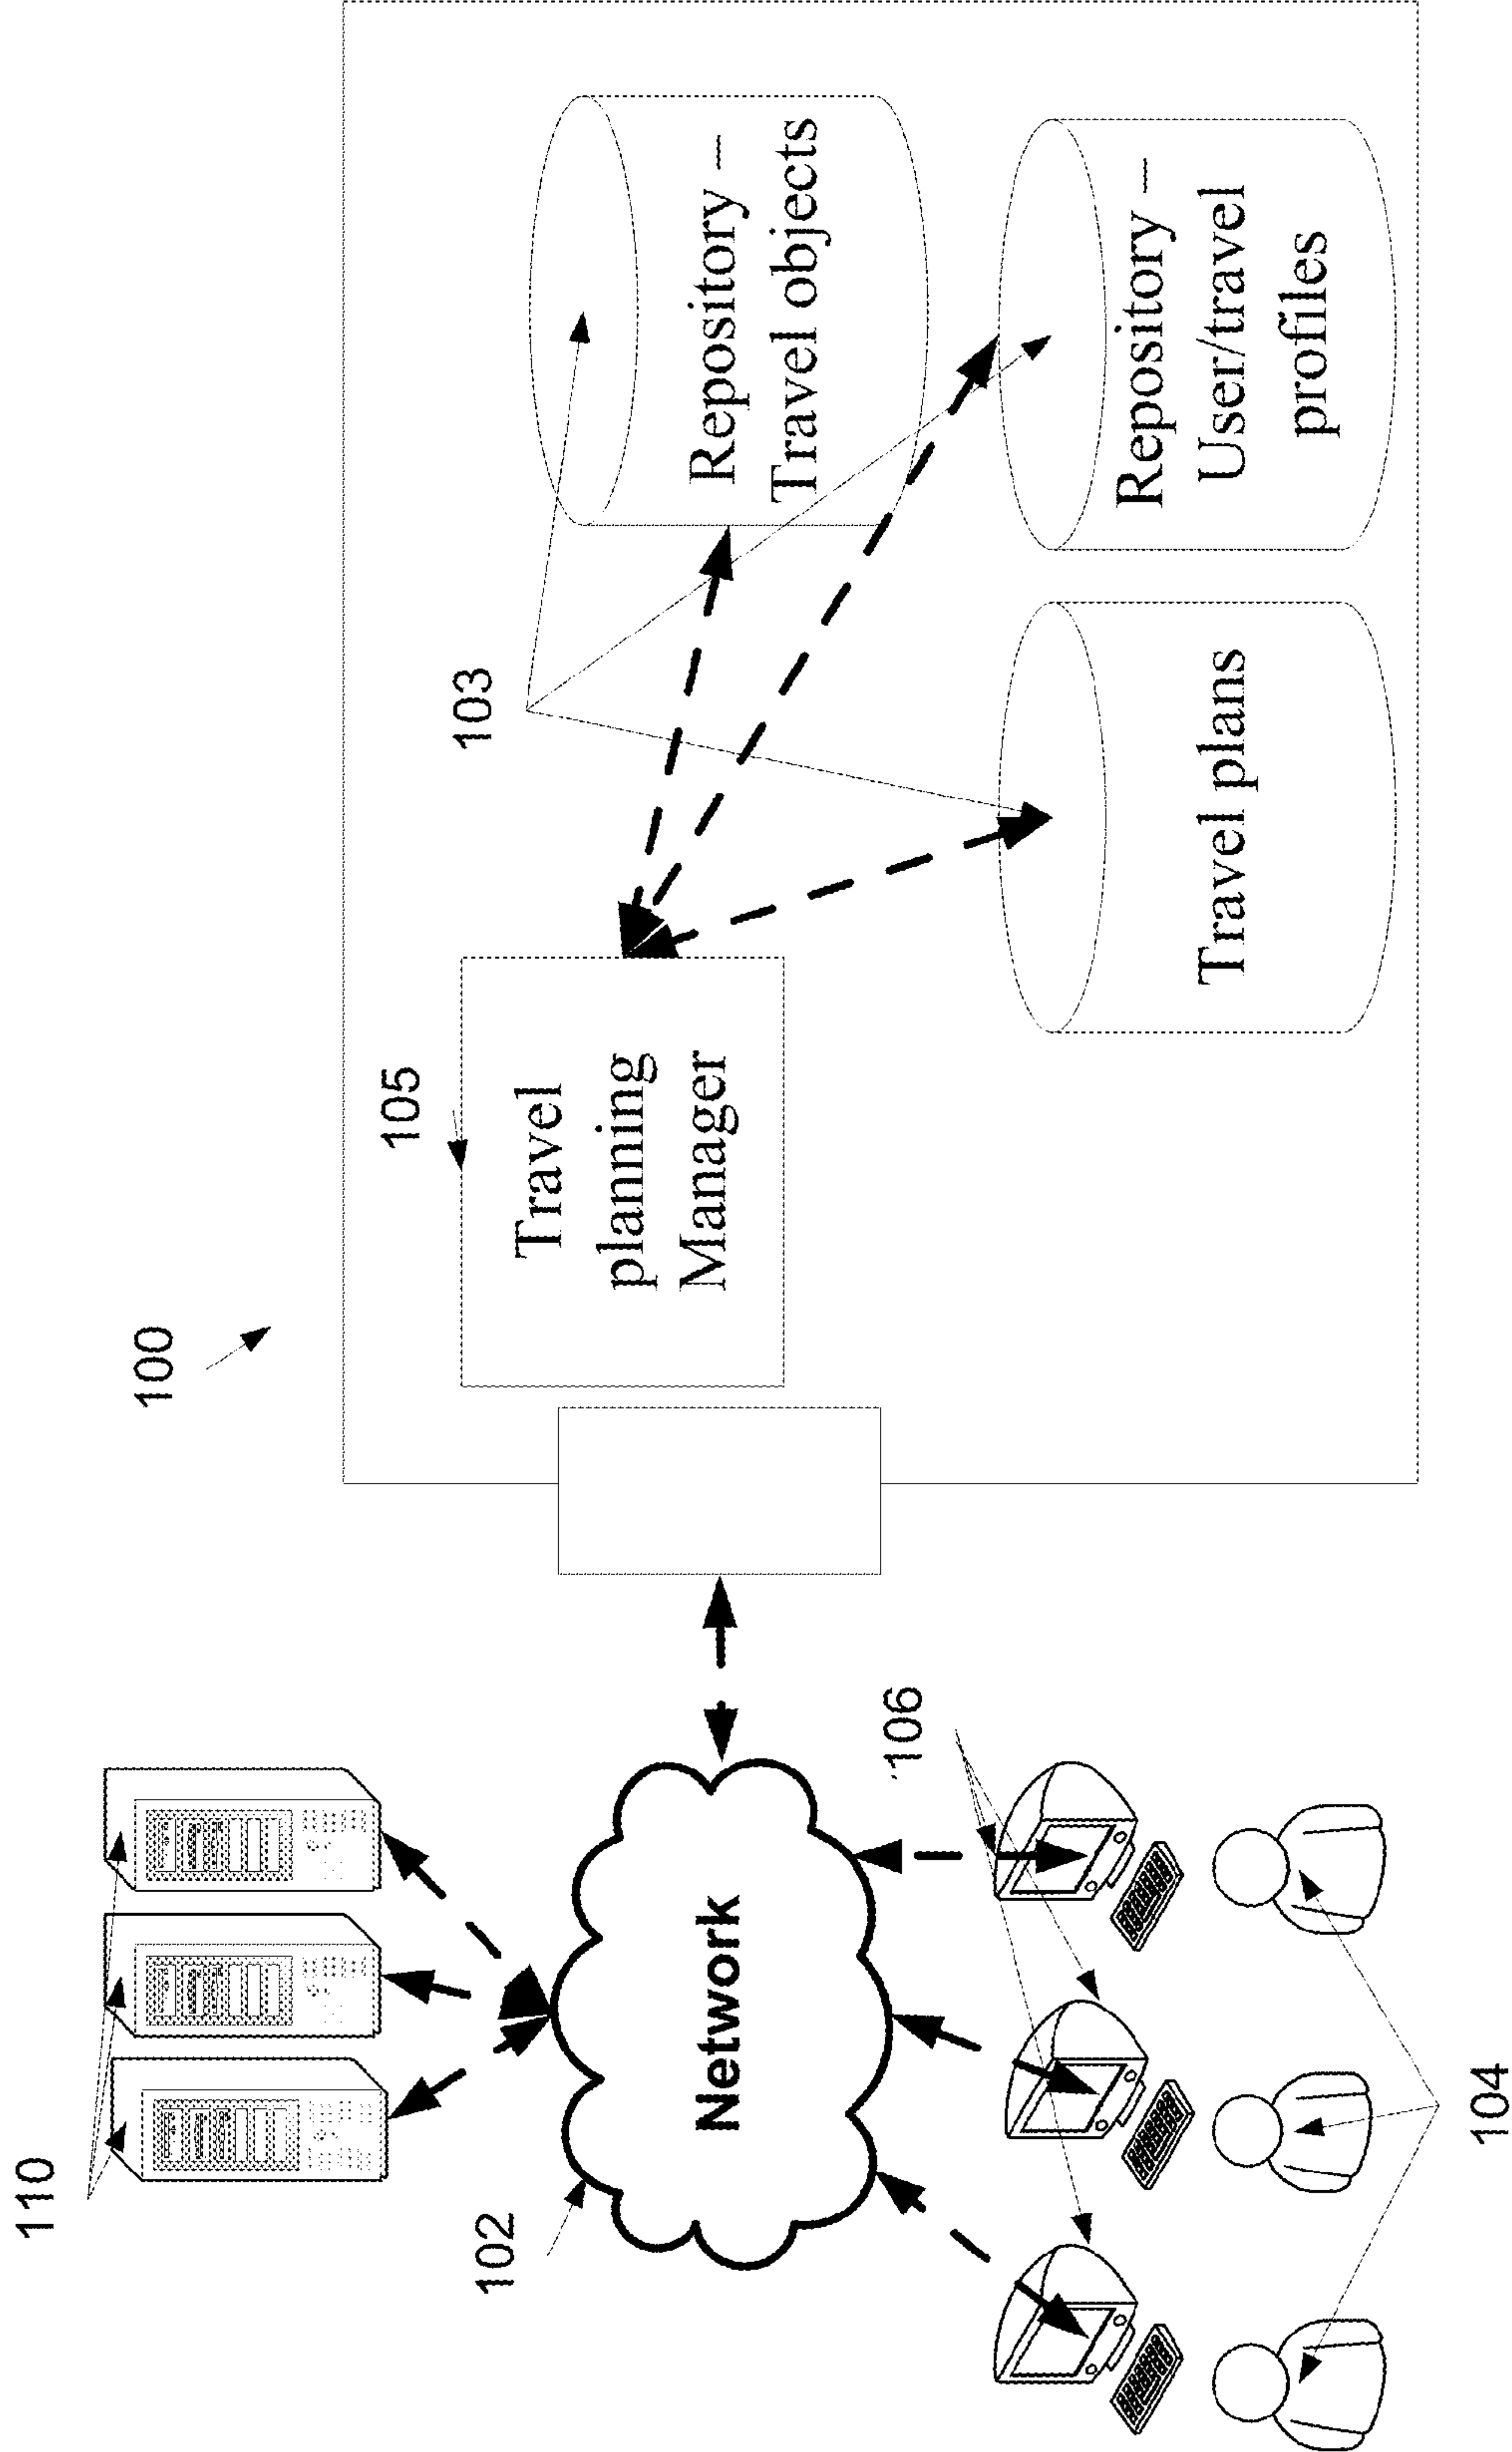 110
102
Network
106
104
100
105
Travel
planning
Manager
103
Repository –
Travel objects
Travel plans
Repository –
User/travel
profiles